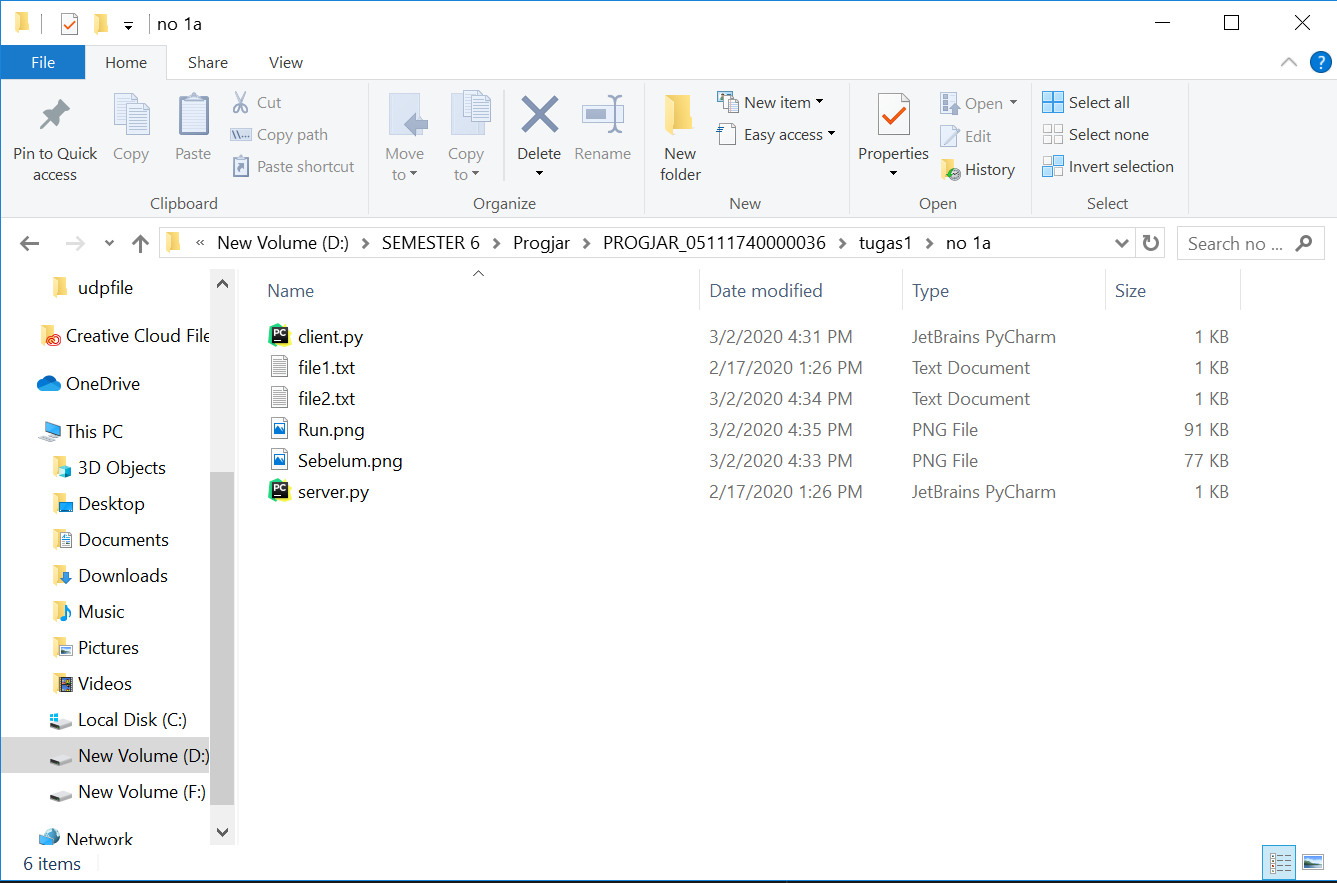 no 1a
File Home Share View
Pin to Quick access
Copy
Paste
Cut
Copy path
Paste shortcut
Clipboard
Move to
Copy to
Delete
Rename
Organize
New folder
New item
Easy access
New
Properties
Open
Edit
History
Open
Select all
Select none
Invert selection
Select
« New Volume (D:) > SEMESTER 6 > Progjar > PROGJAR_05111740000036 > tugas1 > no 1a
Search no ...
udpfile
Creative Cloud File
OneDrive
This PC
3D Objects
Desktop
Documents
Downloads
Music
Pictures
Videos
Local Disk (C:)
New Volume (D:)
New Volume (F:)
Network
Name Date modified Type Size
client.py 3/2/2020 4:31 PM JetBrains PyCharm 1 KB
file1.txt 2/17/2020 1:26 PM Text Document 1 KB
file2.txt 3/2/2020 4:34 PM Text Document 1 KB
Run.png 3/2/2020 4:35 PM PNG File 91 KB
Sebelum.png 3/2/2020 4:33 PM PNG File 77 KB
server.py 2/17/2020 1:26 PM JetBrains PyCharm 1 KB
6 items